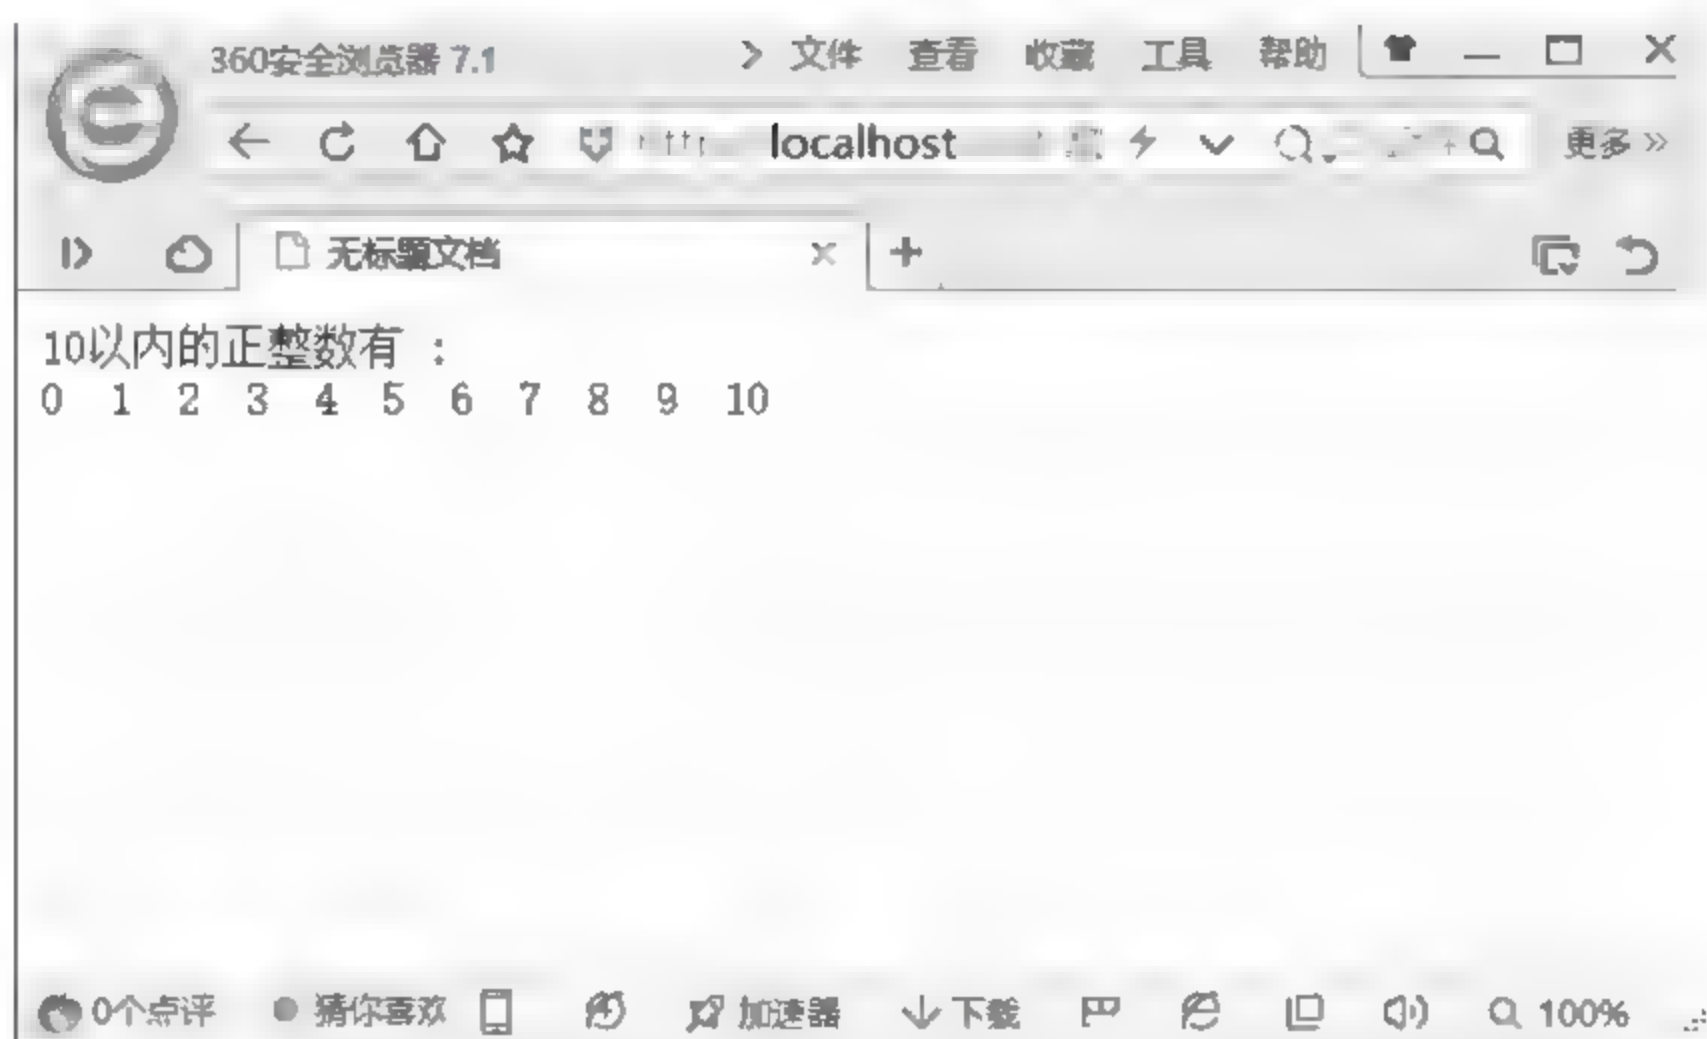 360安全浏览器 7.1 文件 查看 收藏 工具 帮助
localhost 更多
无标题文档
10以内的正整数有 :
0 1 2 3 4 5 6 7 8 9 10
0个点评 猜你喜欢 加速器 下载 100%